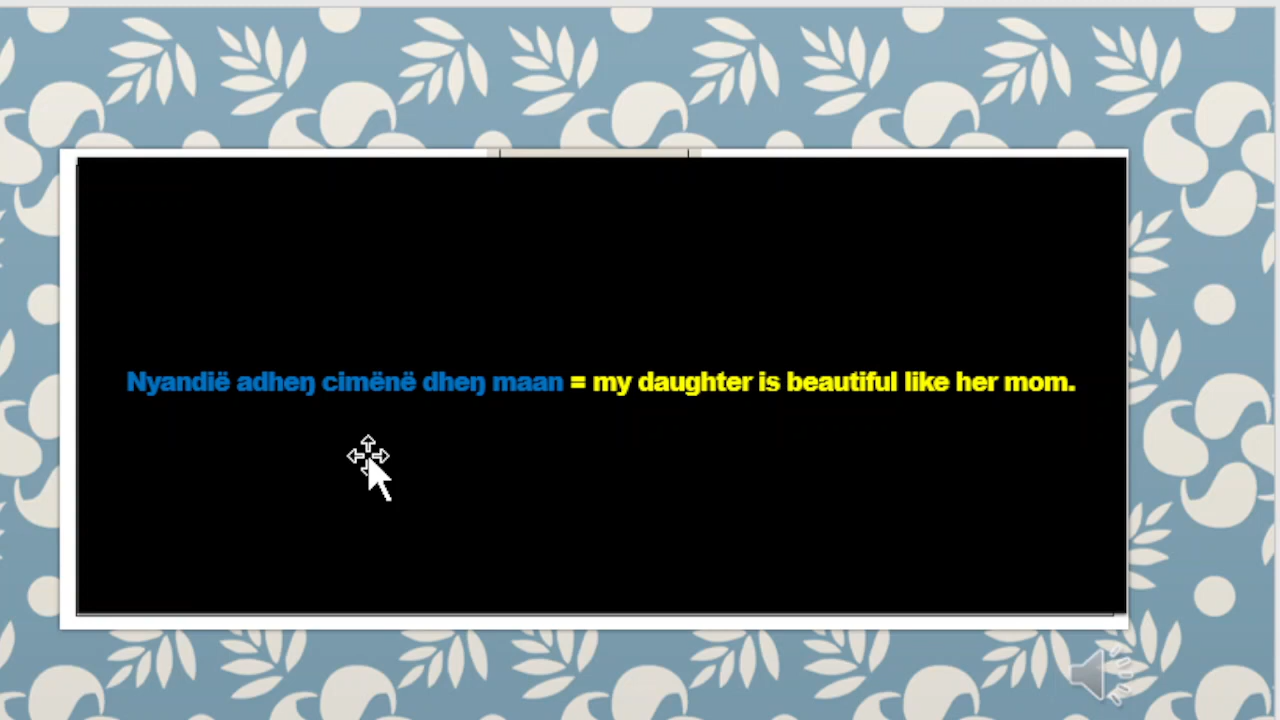 Nyandië adheŋ cimënë dheŋ maan = my daughter is beautiful like her mom.